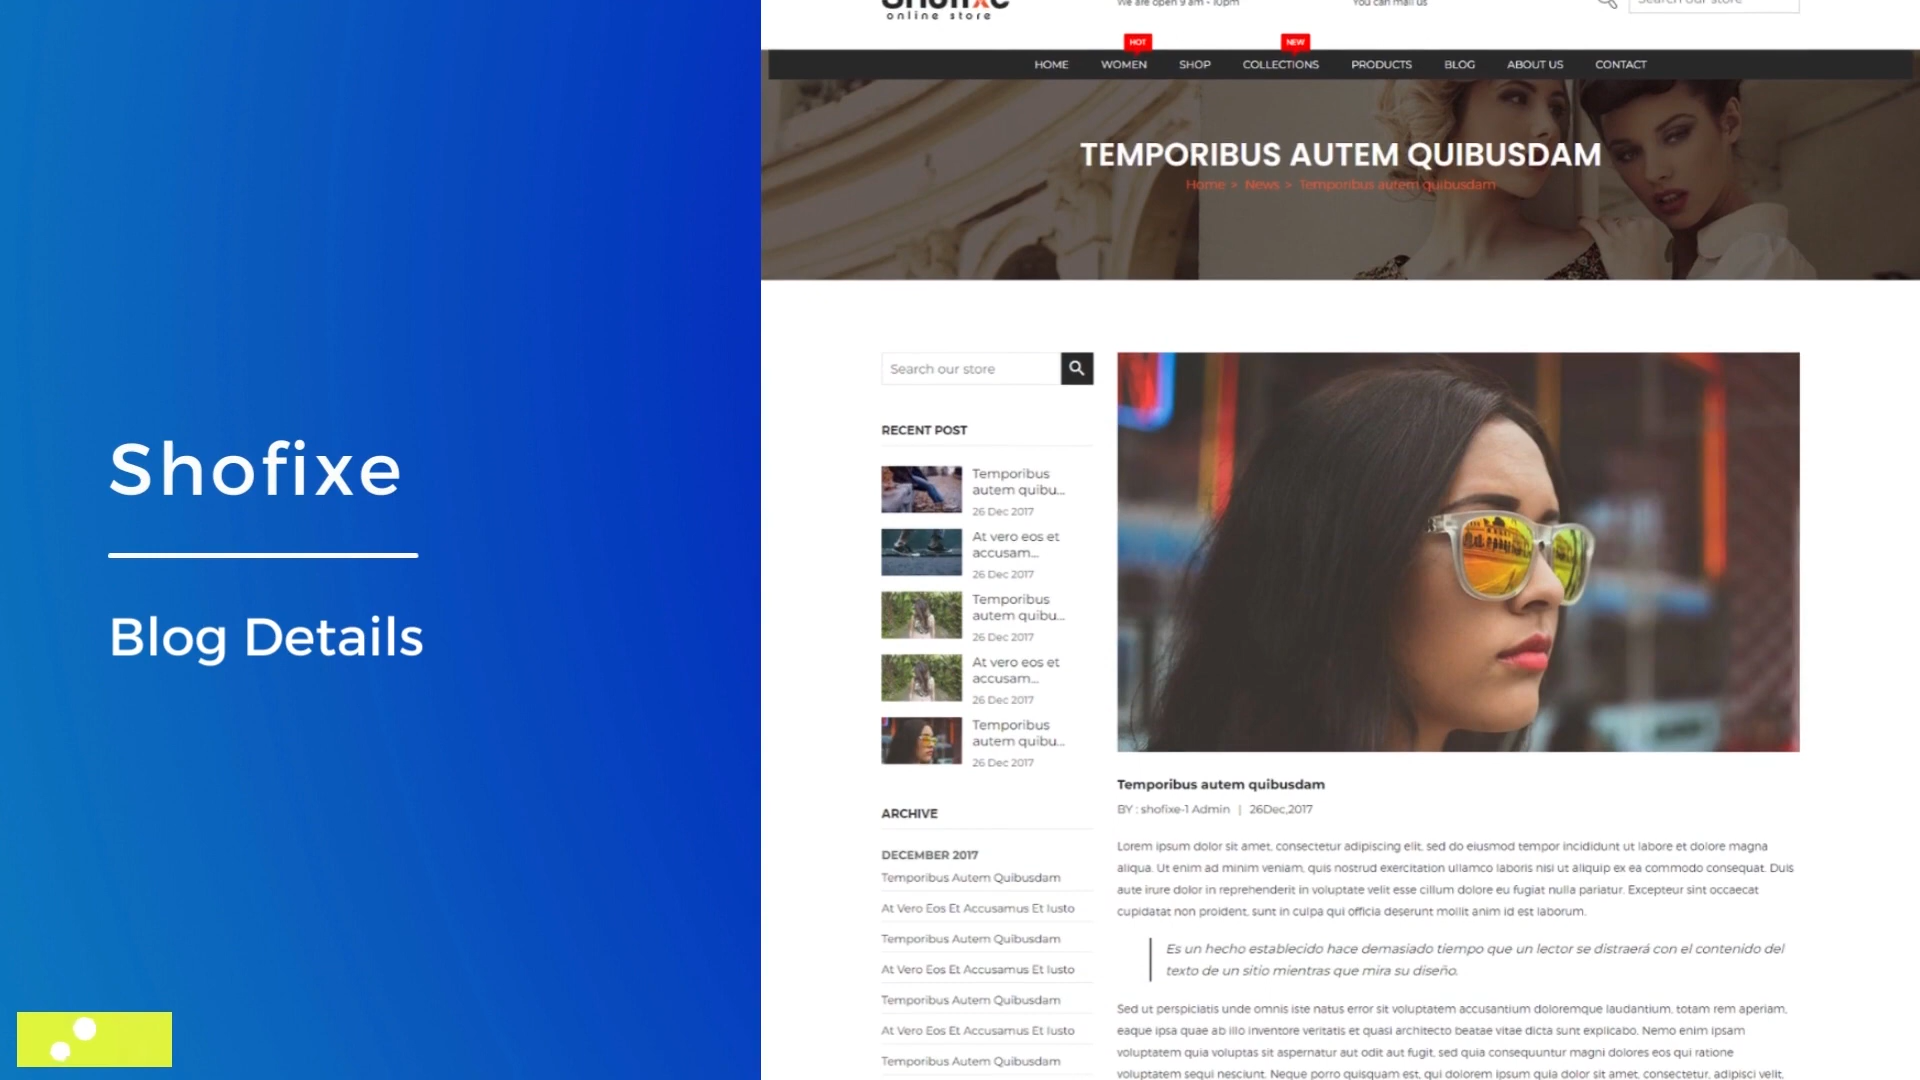 Shofixe
Blog Details
Shofixe
online store
We are open 9 am - 10pm
You can mail us
Search our store
HOT
NEW
HOME WOMEN SHOP COLLECTIONS PRODUCTS BLOG ABOUT US CONTACT
TEMPORIBUS AUTEM QUIBUSDAM
Home > News > Temporibus autem quibusdam
Search our store
RECENT POST
Temporibus
autem quibu...
26 Dec 2017
At vero eos et
accusam...
26 Dec 2017
Temporibus
autem quibu...
26 Dec 2017
At vero eos et
accusam...
26 Dec 2017
Temporibus
autem quibu...
26 Dec 2017
ARCHIVE
DECEMBER 2017
Temporibus Autem Quibusdam
At Vero Eos Et Accusamus Et Iusto
Temporibus Autem Quibusdam
At Vero Eos Et Accusamus Et Iusto
Temporibus Autem Quibusdam
At Vero Eos Et Accusamus Et Iusto
Temporibus Autem Quibusdam
Temporibus autem quibusdam
BY : shofixe-1 Admin | 26Dec,2017
Lorem ipsum dolor sit amet, consectetur adipiscing elit, sed do eiusmod tempor incididunt ut labore et dolore magna
aliqua. Ut enim ad minim veniam, quis nostrud exercitation ullamco laboris nisi ut aliquip ex ea commodo consequat. Duis
aute irure dolor in reprehenderit in voluptate velit esse cillum dolore eu fugiat nulla pariatur. Excepteur sint occaecat
cupidatat non proident, sunt in culpa qui officia deserunt mollit anim id est laborum.
Es un hecho establecido hace demasiado tiempo que un lector se distraerá con el contenido del
texto de un sitio mientras que mira su diseño.
Sed ut perspiciatis unde omnis iste natus error sit voluptatem accusantium doloremque laudantium, totam rem aperiam,
eaque ipsa quae ab illo inventore veritatis et quasi architecto beatae vitae dicta sunt explicabo. Nemo enim ipsam
voluptatem quia voluptas sit aspernatur aut odit aut fugit, sed quia consequuntur magni dolores eos qui ratione
voluptatem sequi nesciunt. Neque porro quisquam est, qui dolorem ipsum quia dolor sit amet, consectetur, adipisci velit,